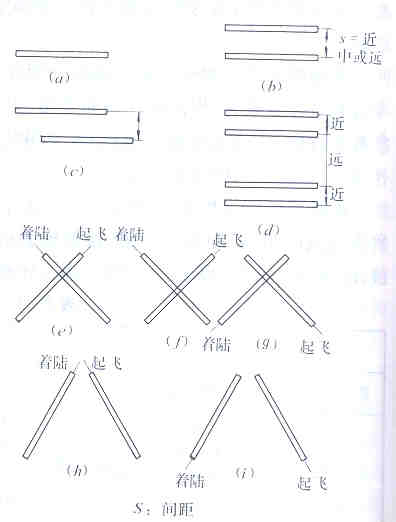 s = 近
中或远
(a)
(b)
近
远
近
(c)
(d)
着陆 起飞 着陆 起飞
(e)
(f)
着陆
(g)
起飞
着陆 起飞
(h)
着陆
(i)
起飞
S: 间距